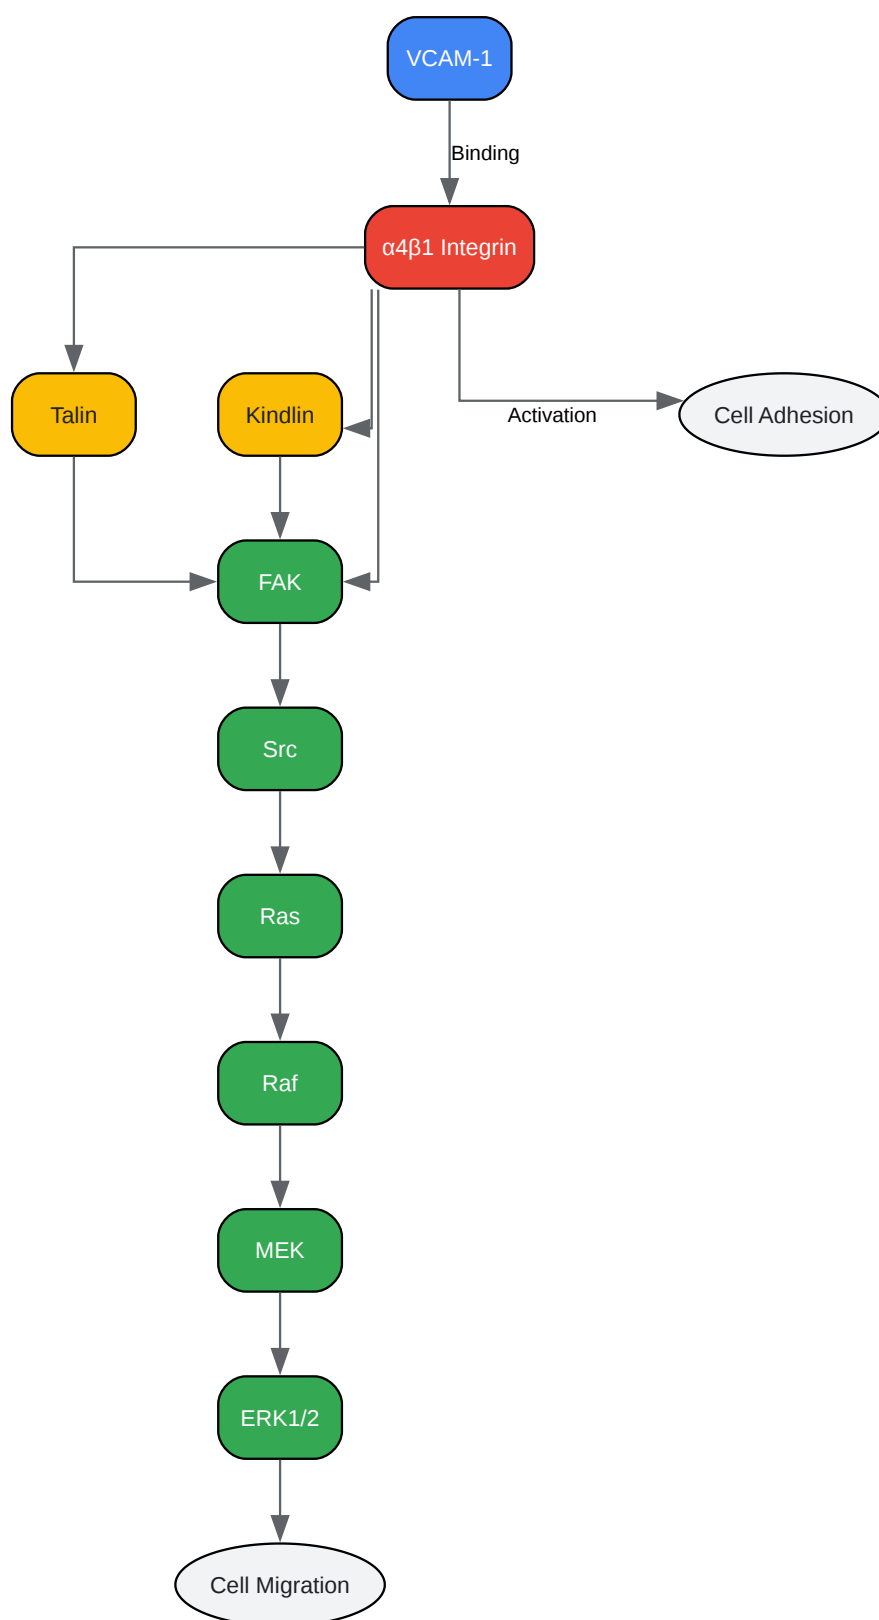 VCAM-1
Binding
α4β1 Integrin
Talin
Kindlin
Activation
Cell Adhesion
FAK
Src
Ras
Raf
MEK
ERK1/2
Cell Migration